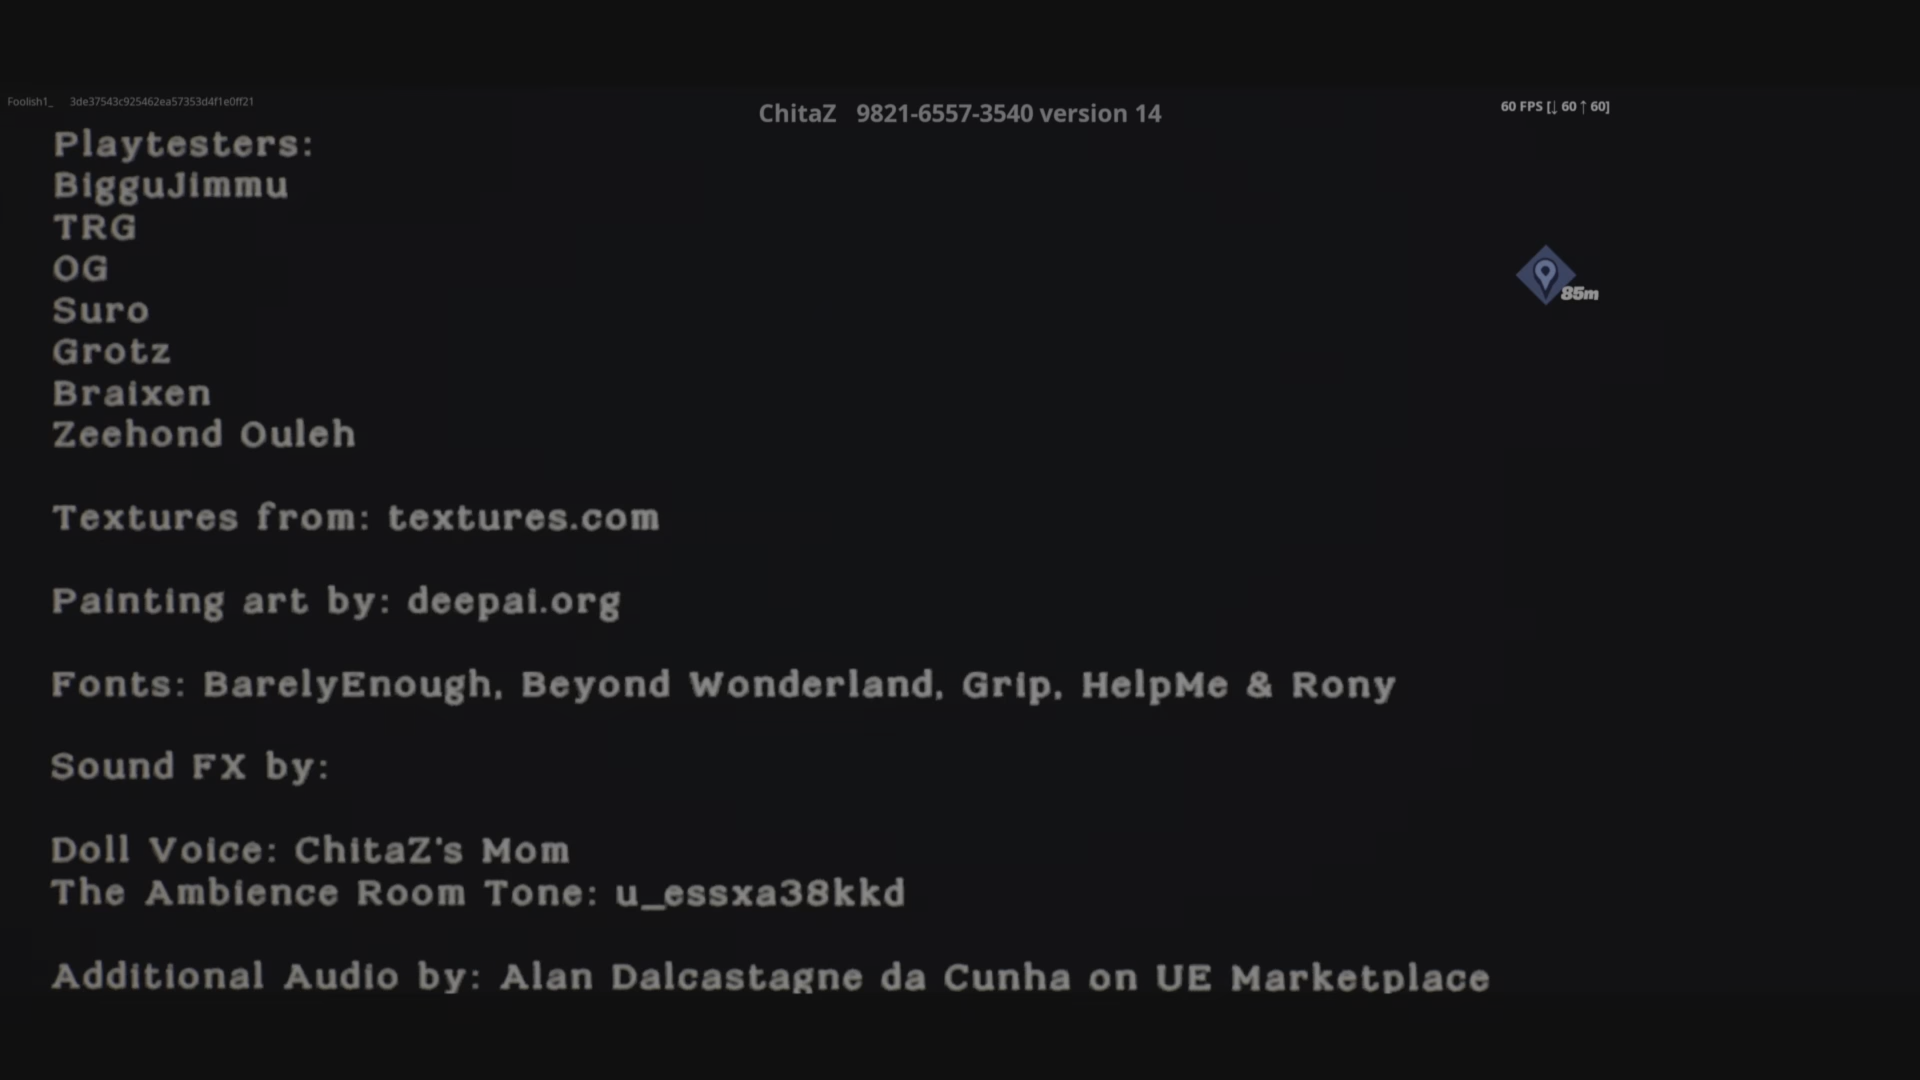 Foolish1_ 3de37543c925462ea57353d4f1e0ff21
ChitaZ 9821-6557-3540 version 14
60 FPS [↓ 60 ↑ 60]
Playtesters:
BigguJimmu
TRG
OG
Suro
Grotz
Braixen
Zeehond Ouleh
85m
Textures from: textures.com
Painting art by: deepai.org
Fonts: BarelyEnough, Beyond Wonderland, Grip, HelpMe & Rony
Sound FX by:
Doll Voice: ChitaZ's Mom
The Ambience Room Tone: u_essxa38kkd
Additional Audio by: Alan Dalcastagne da Cunha on UE Marketplace